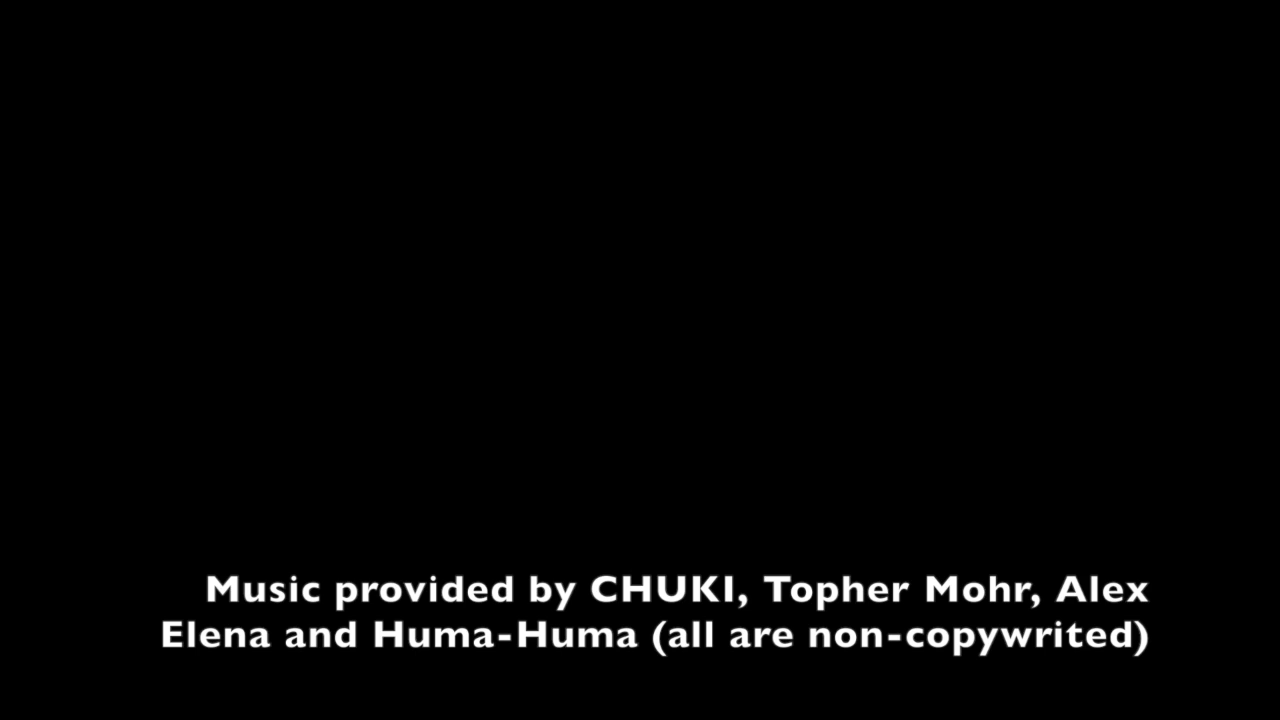 Music provided by CHUKI, Topher Mohr, Alex
Elena and Huma-Huma (all are non-copywrited)